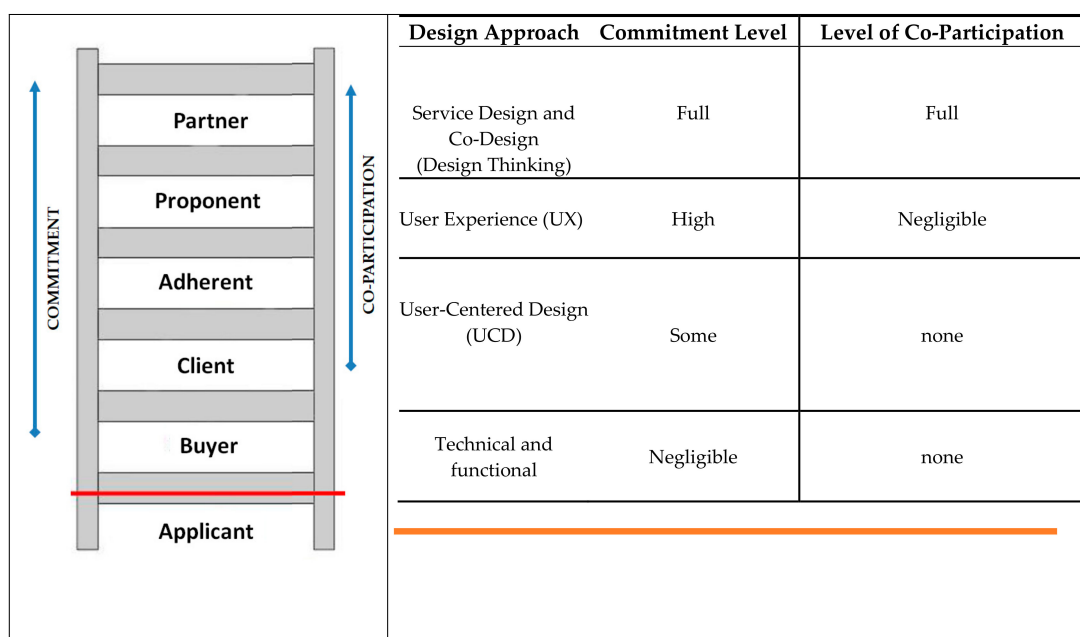 COMMITMENT
Partner
Proponent
Adherent
Client
Buyer
Applicant
CO-PARTICIPATION
Design Approach Commitment Level Level of Co-Participation
Service Design and Full Full
Co-Design
(Design Thinking)
User Experience (UX) High Negligible
User-Centered Design
(UCD) Some none
Technical and
functional Negligible none